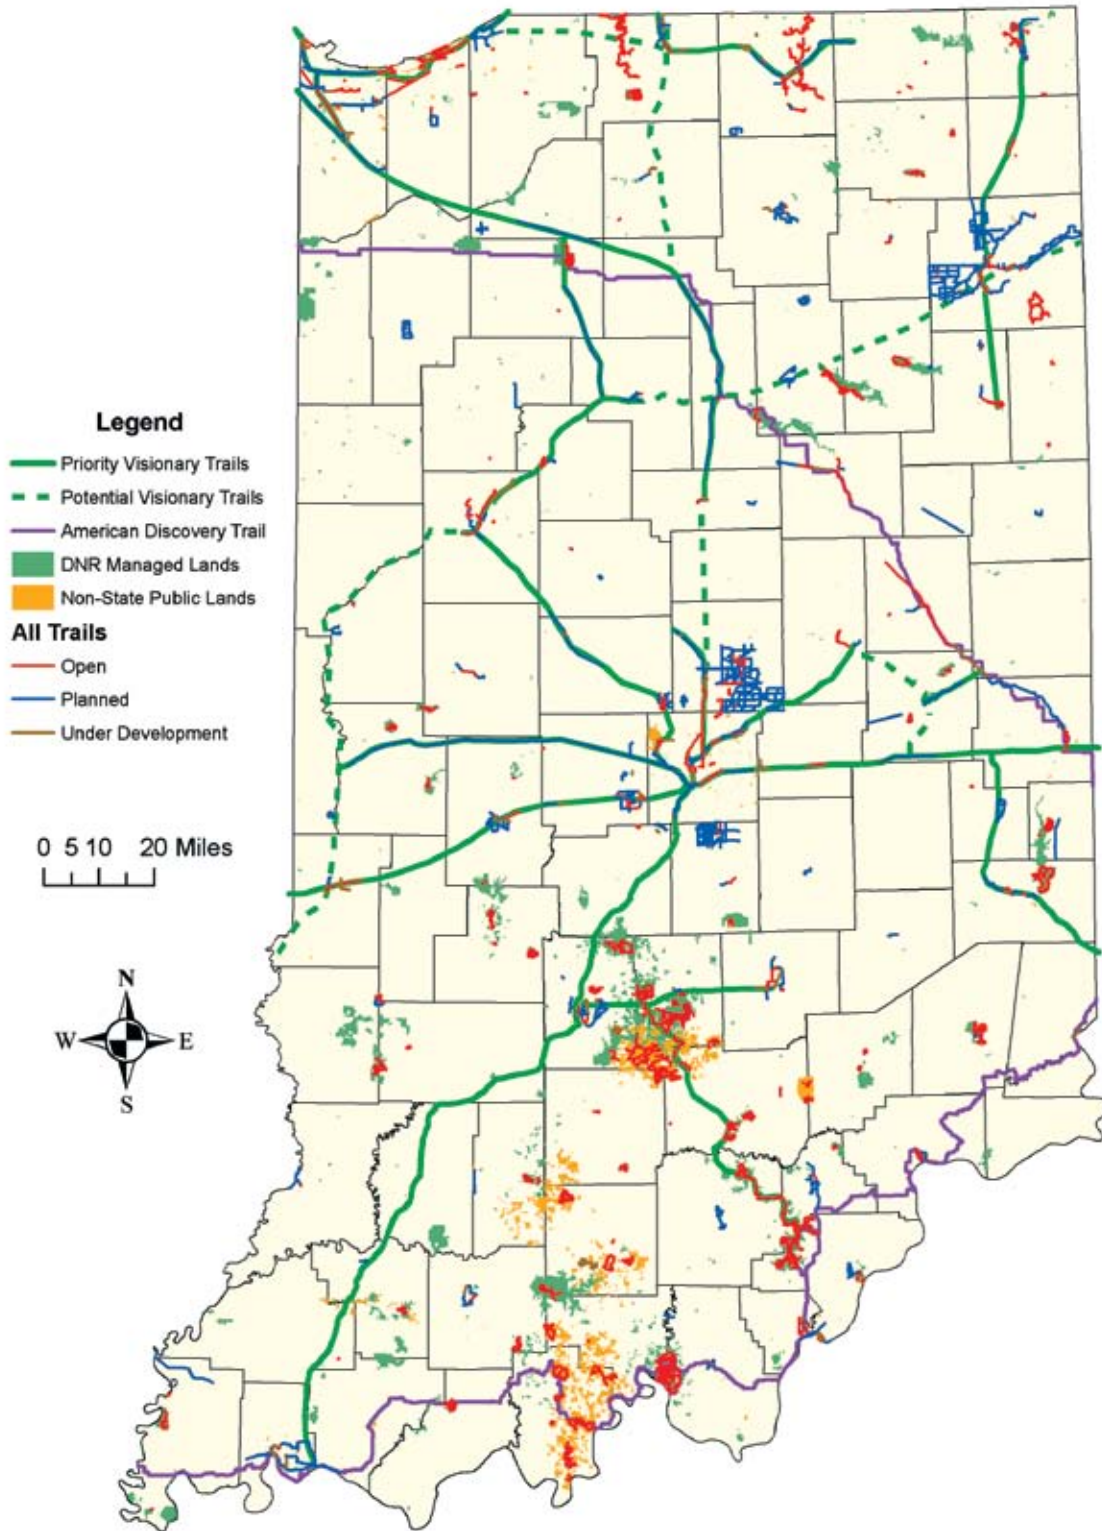 Legend
Priority Visionary Trails
Potential Visionary Trails
American Discovery Trail
DNR Managed Lands
Non-State Public Lands
All Trails
Open
Planned
Under Development
0 5 10 20 Miles
N
W E
S